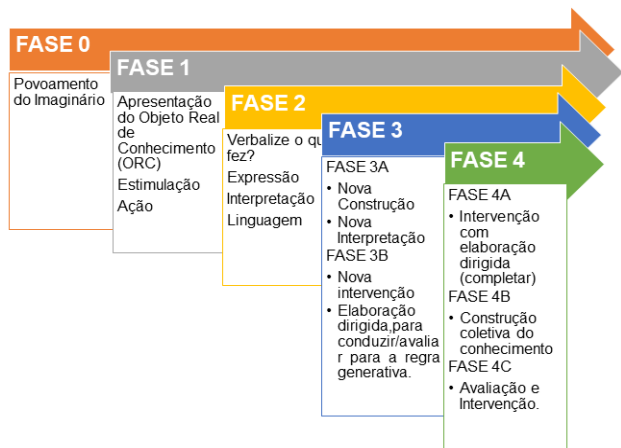 FASE 0
Povoamento
do Imaginário
FASE 1
Apresentação
do Objeto Real
de
Conhecimento
(ORC)
Estimulação
Ação
FASE 2
Verbalize o qu
fez?
Expressão
Interpretação
Linguagem
FASE 3
FASE 3A
• Nova
Construção
• Nova
Interpretação
FASE 3B
• Nova
intervenção
• Elaboração
dirigida,para
conduzir/avalia
r para a regra
generativa.
FASE 4
FASE 4A
• Intervenção
com
elaboração
dirigida
(completar)
FASE 4B
• Construção
coletiva do
conhecimento
FASE 4C
• Avaliação e
Intervenção.